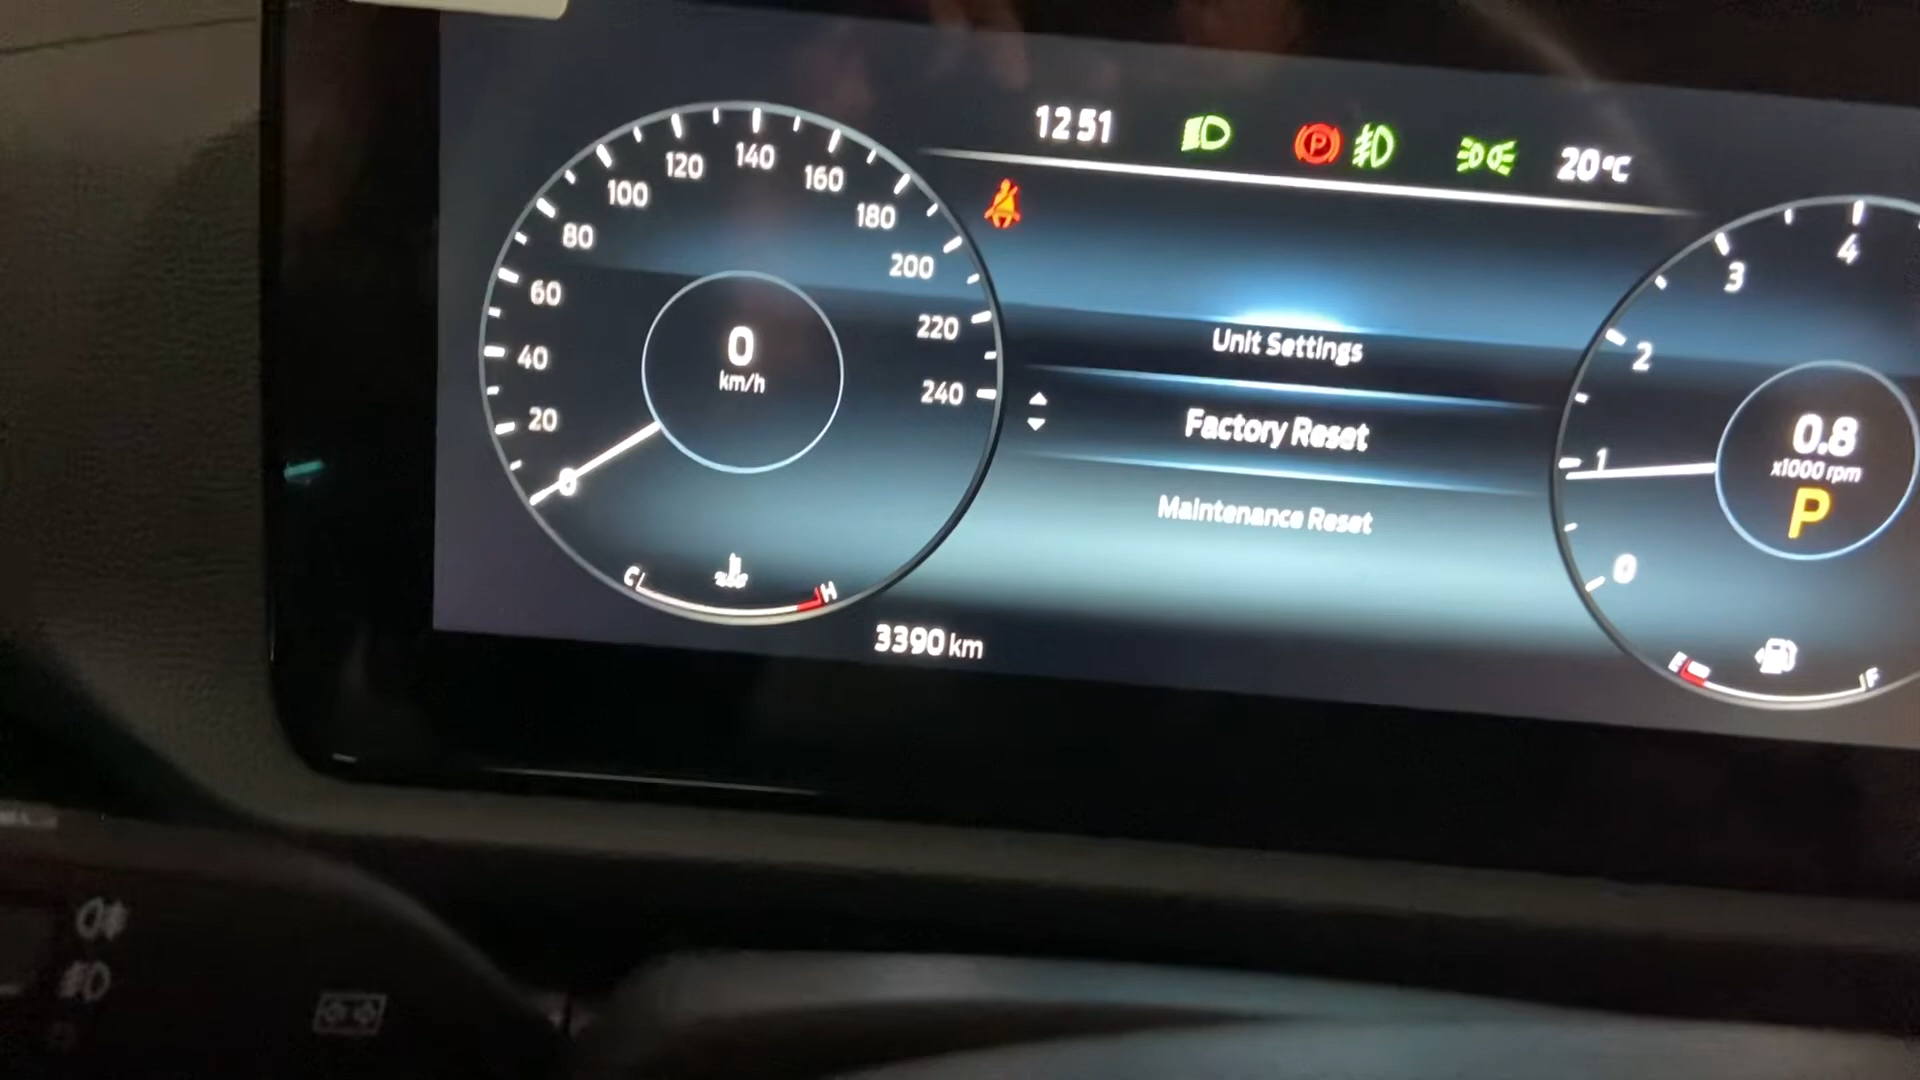 12 51
20°C
100
120
140
160
80
180
60
200
40
220
20
240
0
0
km/h
C
H
3390 km
Unit Settings
Factory Reset
Maintenance Reset
4
3
2
1
0
0.8
x1000 rpm
P
E
F
P